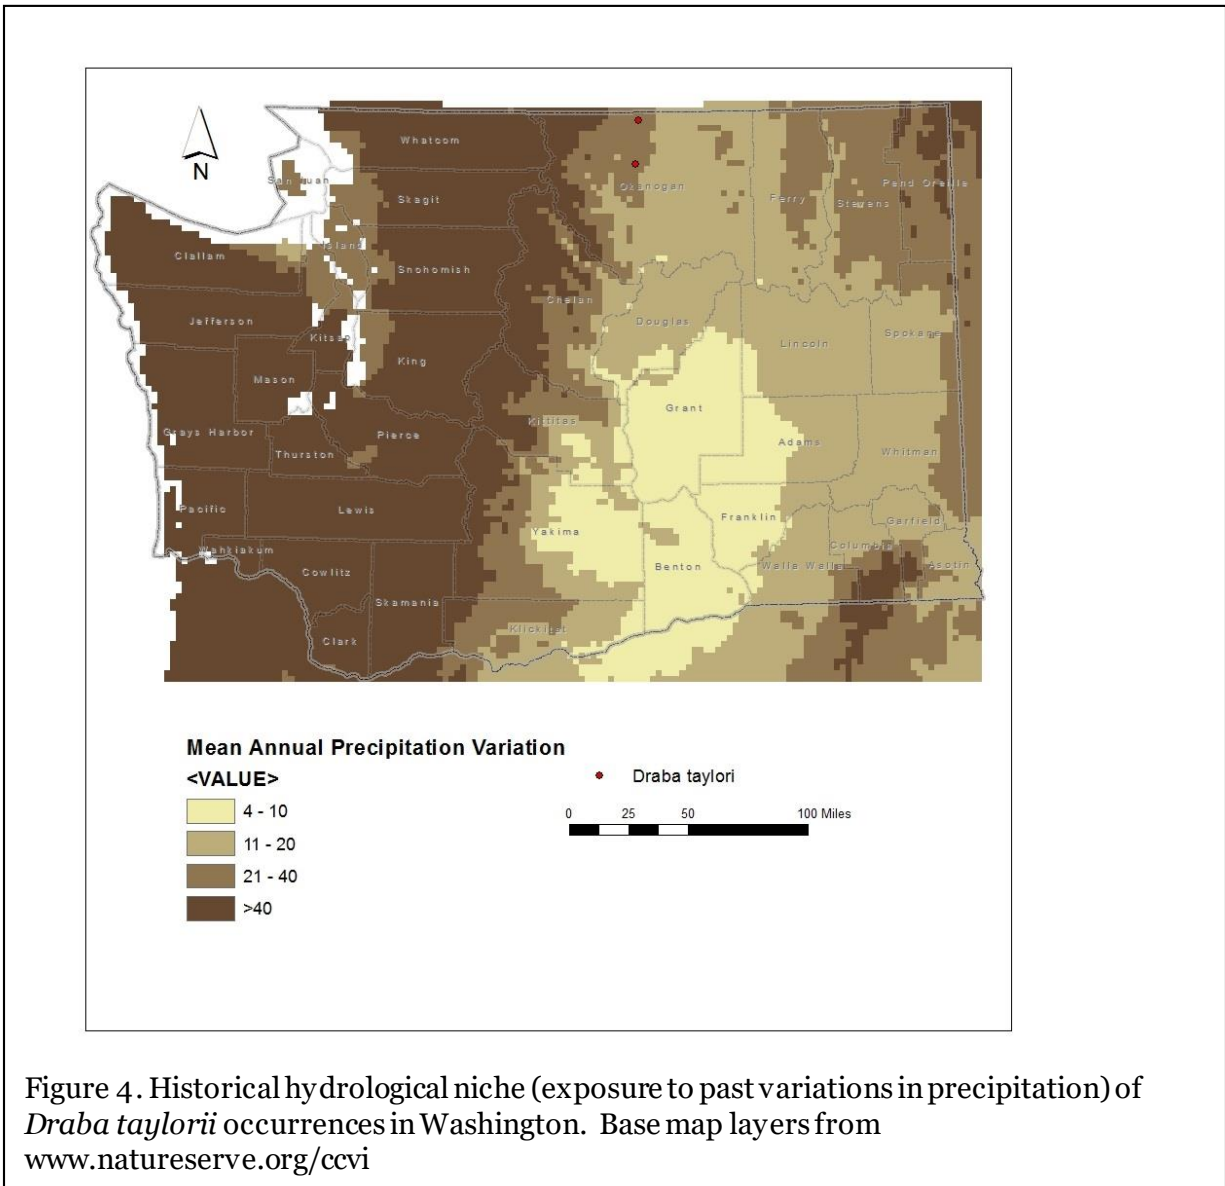 N
Whatcom
San Juan
Skagit
Okanogan
Ferry
Stevens
Pend Oreille
Island
Clallam
Snohomish
Chelan
Jefferson
Douglas
Kitsap
King
Lincoln
Spokane
Mason
Grant
Grays Harbor
Pierce
Kittitas
Adams
Thurston
Whitman
Pacific
Lewis
Yakima
Franklin
Garfield
Wahkiakum
Columbia
Cowlitz
Benton
Walla Walla
Asotin
Skamania
Klickitat
Clark
Mean Annual Precipitation Variation
<VALUE>
4 - 10
11 - 20
21 - 40
>40
Draba taylori
0 25 50 100 Miles
Figure 4. Historical hydrological niche (exposure to past variations in precipitation) of
Draba taylorii occurrences in Washington. Base map layers from
www.natureserve.org/ccvi